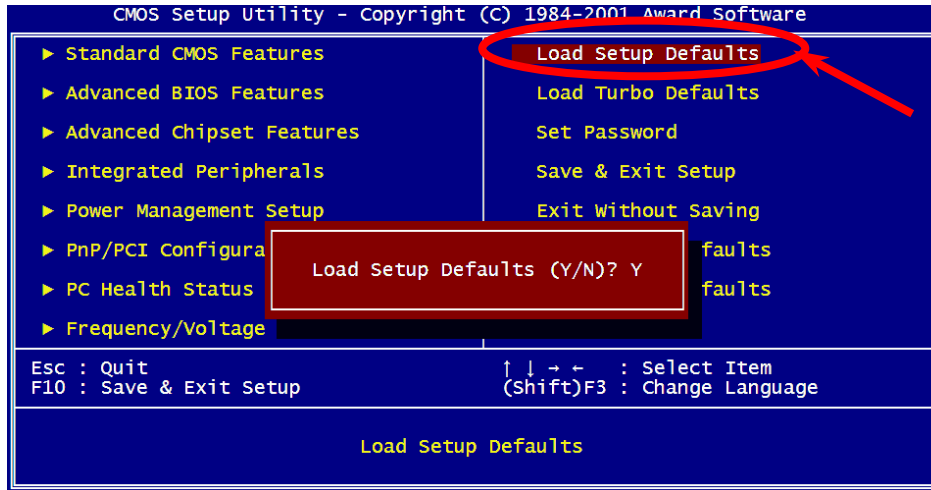 CMOS Setup Utility - Copyright (C) 1984-2001 Award Software
► Standard CMOS Features
► Advanced BIOS Features
► Advanced Chipset Features
► Integrated Peripherals
► Power Management Setup
► PnP/PCI Configura
► PC Health Status
► Frequency/Voltage
Load Setup Defaults
Load Turbo Defaults
Set Password
Save & Exit Setup
Exit Without Saving
faults
faults
Load Setup Defaults (Y/N)? Y
Esc : Quit
F10 : Save & Exit Setup
↑ ↓ → ← : Select Item
(Shift)F3 : Change Language
Load Setup Defaults